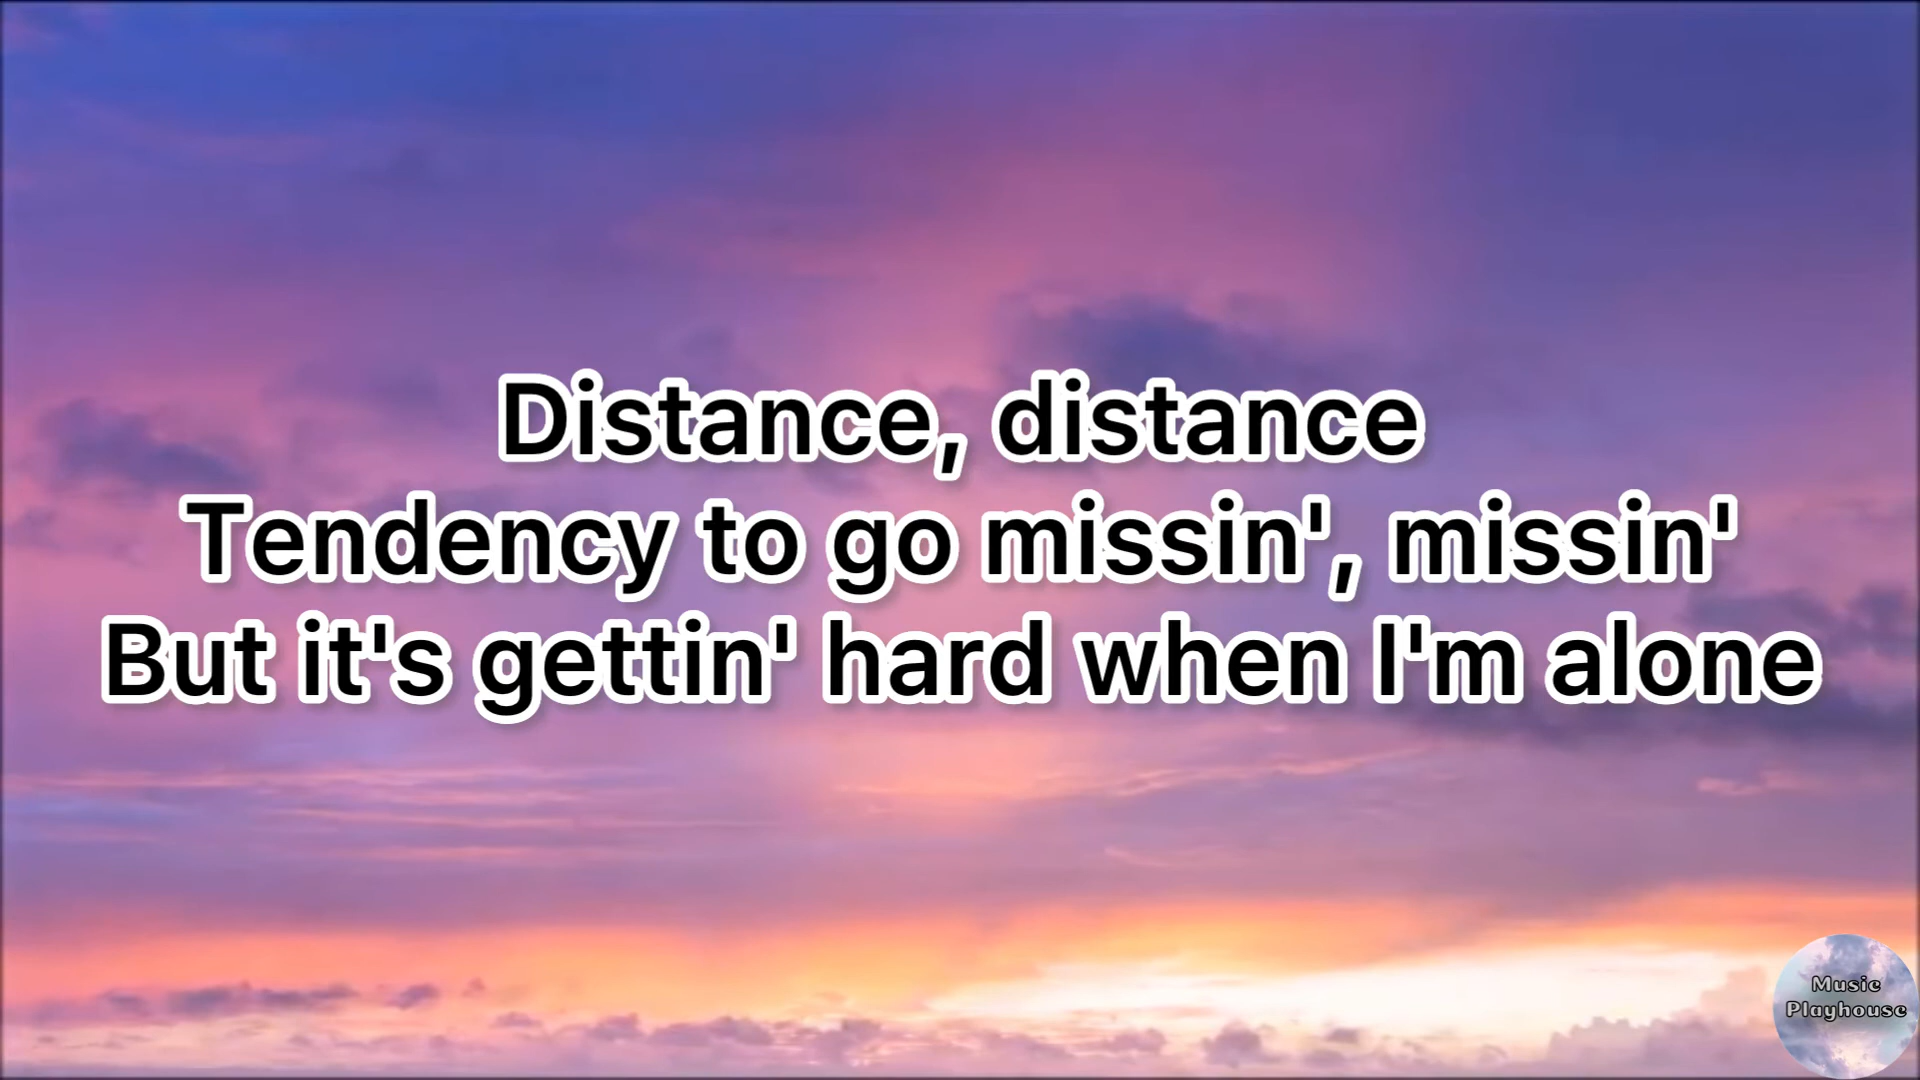 Distance, distance
Tendency to go missin', missin'
But it's gettin' hard when I'm alone
Music
Playhouse